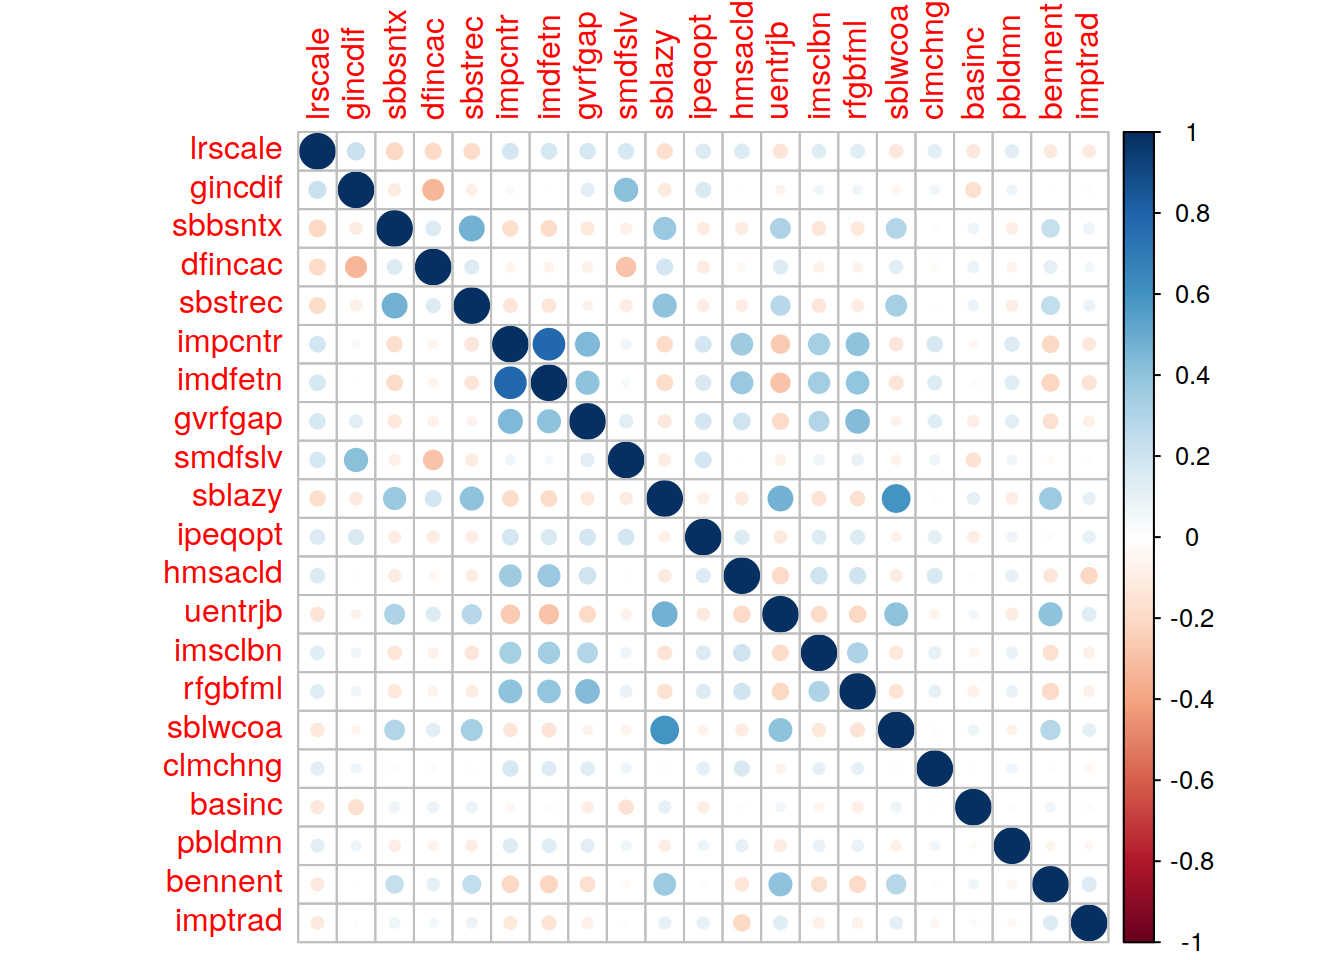 lrscale
gincdif
sbbsntx
dfincac
sbstrec
impcntr
imdfetn
gvrfgap
smdfslv
sblazy
ipeqopt
hmsacld
uentrjb
imsclbn
rfgbfml
sblwcoa
clmchng
basinc
pbldmn
bennent
imptrad
lrscale
gincdif
sbbsntx
dfincac
sbstrec
impcntr
imdfetn
gvrfgap
smdfslv
sblazy
ipeqopt
hmsacld
uentrjb
imsclbn
rfgbfml
sblwcoa
clmchng
basinc
pbldmn
bennent
imptrad
1
0.8
0.6
0.4
0.2
0
-0.2
-0.4
-0.6
-0.8
-1